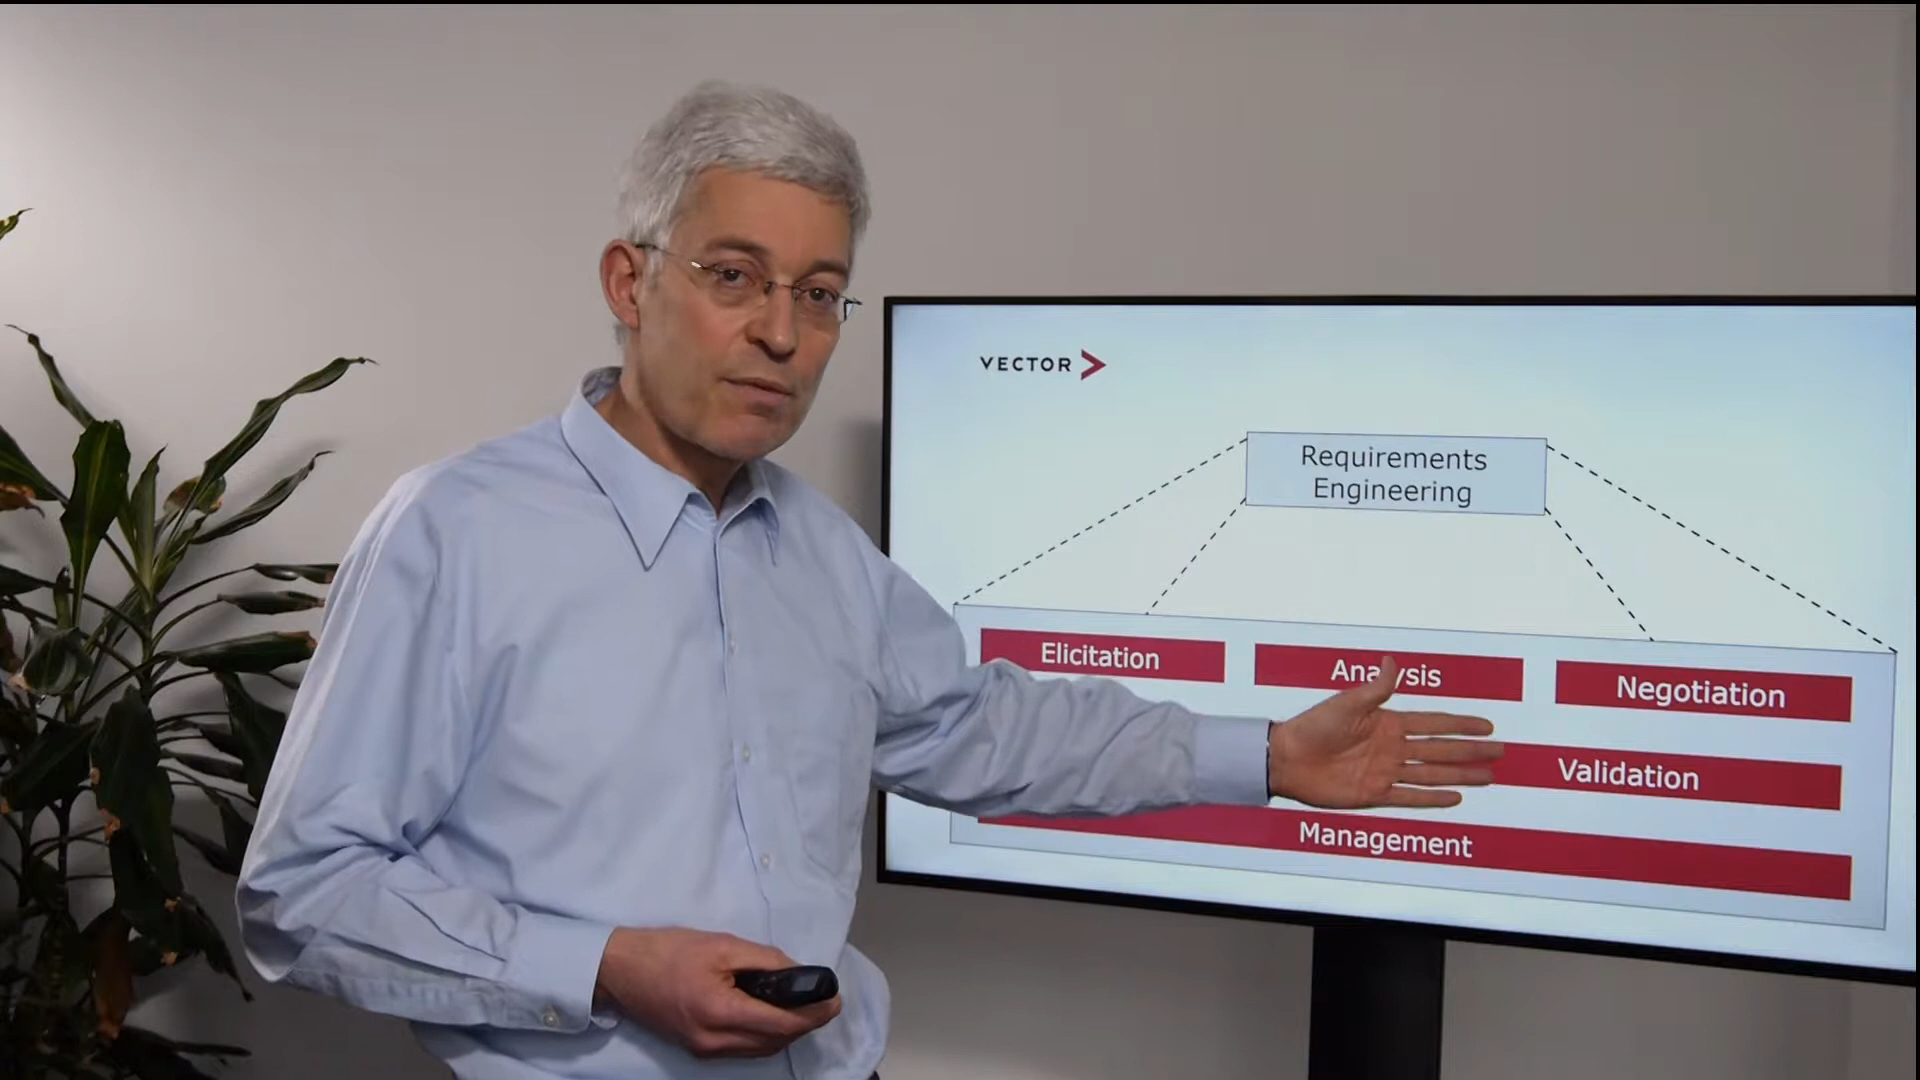 VECTOR
Requirements
Engineering
Elicitation
Analysis
Negotiation
Validation
Management